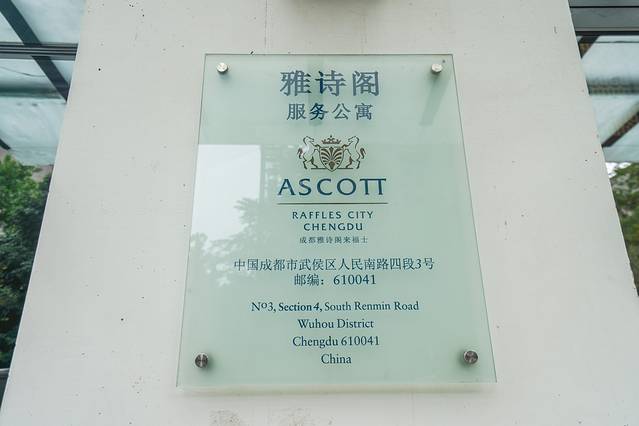 雅诗阁
服务公寓
ASCOTT
RAFFLES CITY
CHENGDU
成都雅诗阁来福士
中国成都市武侯区人民南路四段3号
邮编：610041
Nº3, Section 4, South Renmin Road
Wuhou District
Chengdu 610041
China